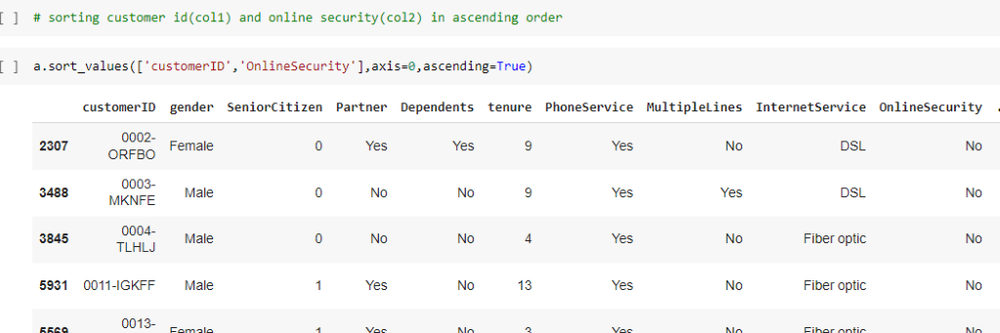 [ ] # sorting customer id(col1) and online security(col2) in ascending order
[ ] a.sort_values(['customerID','OnlineSecurity'],axis=0,ascending=True)
customerID gender SeniorCitizen Partner Dependents tenure PhoneService MultipleLines InternetService OnlineSecurity
2307 0002-ORFBO Female 0 Yes Yes 9 Yes No DSL No
3488 0003-MKNFE Male 0 No No 9 Yes Yes DSL No
3845 0004-TLHLJ Male 0 No No 4 Yes No Fiber optic No
5931 0011-IGKFF Male 1 Yes No 13 Yes No Fiber optic No
5569 0013- Female 1 Yes No 3 Yes No Fiber optic No